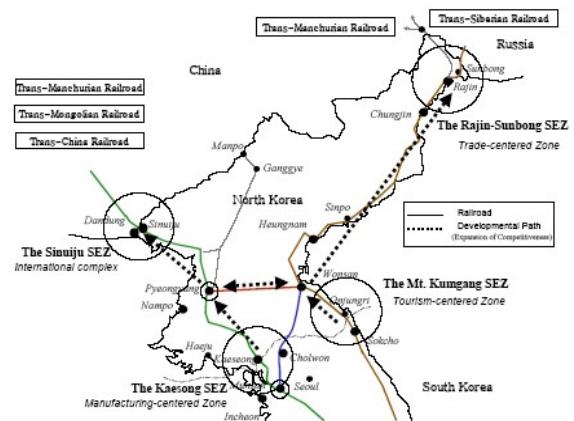 Trans-Manchurian Railroad
Trans-Siberian Railroad
Russia
China
Sunbong
Rajin
Trans-Manchurian Railroad
Trans-Mongolian Railroad
Trans-China Railroad
Chungjin
The Rajin-Sunbong SEZ
Trade-centered Zone
Manpo
Ganggye
North Korea
Sinpo
Railroad
Developmental Path
(Expansion of Competitiveness)
Dandung
Sinuiju
Heungnam
The Sinuiju SEZ
International complex
Wonsan
The Mt. Kumgang SEZ
Tourism-centered Zone
Pyeongyang
Nampo
Onjungri
Sokcho
Haeju
Kaeseong
Cholwon
The Kaesong SEZ
Manufacturing-centered Zone
Seoul
South Korea
Incheon